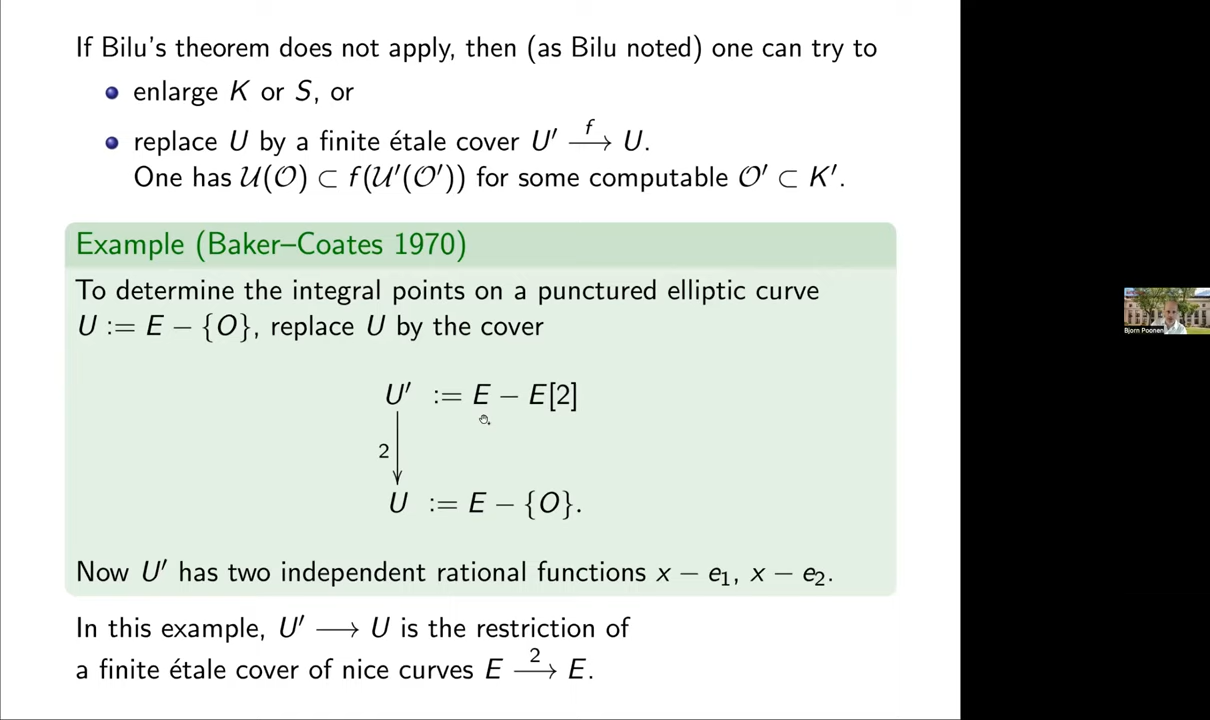 If Bilu's theorem does not apply, then (as Bilu noted) one can try to
enlarge K or S, or
replace U by a finite étale cover U′ —f→ U.
One has 𝒰(𝒪) ⊂ f(𝒰′(𝒪′)) for some computable 𝒪′ ⊂ K′.
Example (Baker–Coates 1970)
To determine the integral points on a punctured elliptic curve
U := E − {O}, replace U by the cover
U′ := E − E[2]
2
U := E − {O}.
Now U′ has two independent rational functions x − e₁, x − e₂.
In this example, U′ ⟶ U is the restriction of
a finite étale cover of nice curves E —2→ E.
Bjorn Poonen